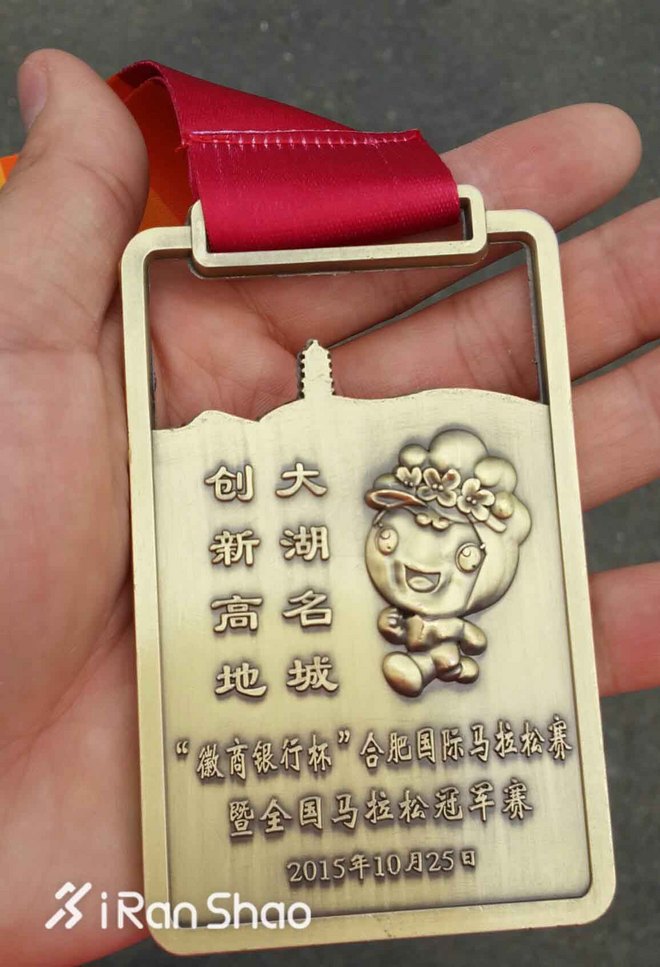 大湖名城
创新高地
“徽商银行杯”合肥国际马拉松赛
暨全国马拉松冠军赛
2015年10月25日
iRanShao